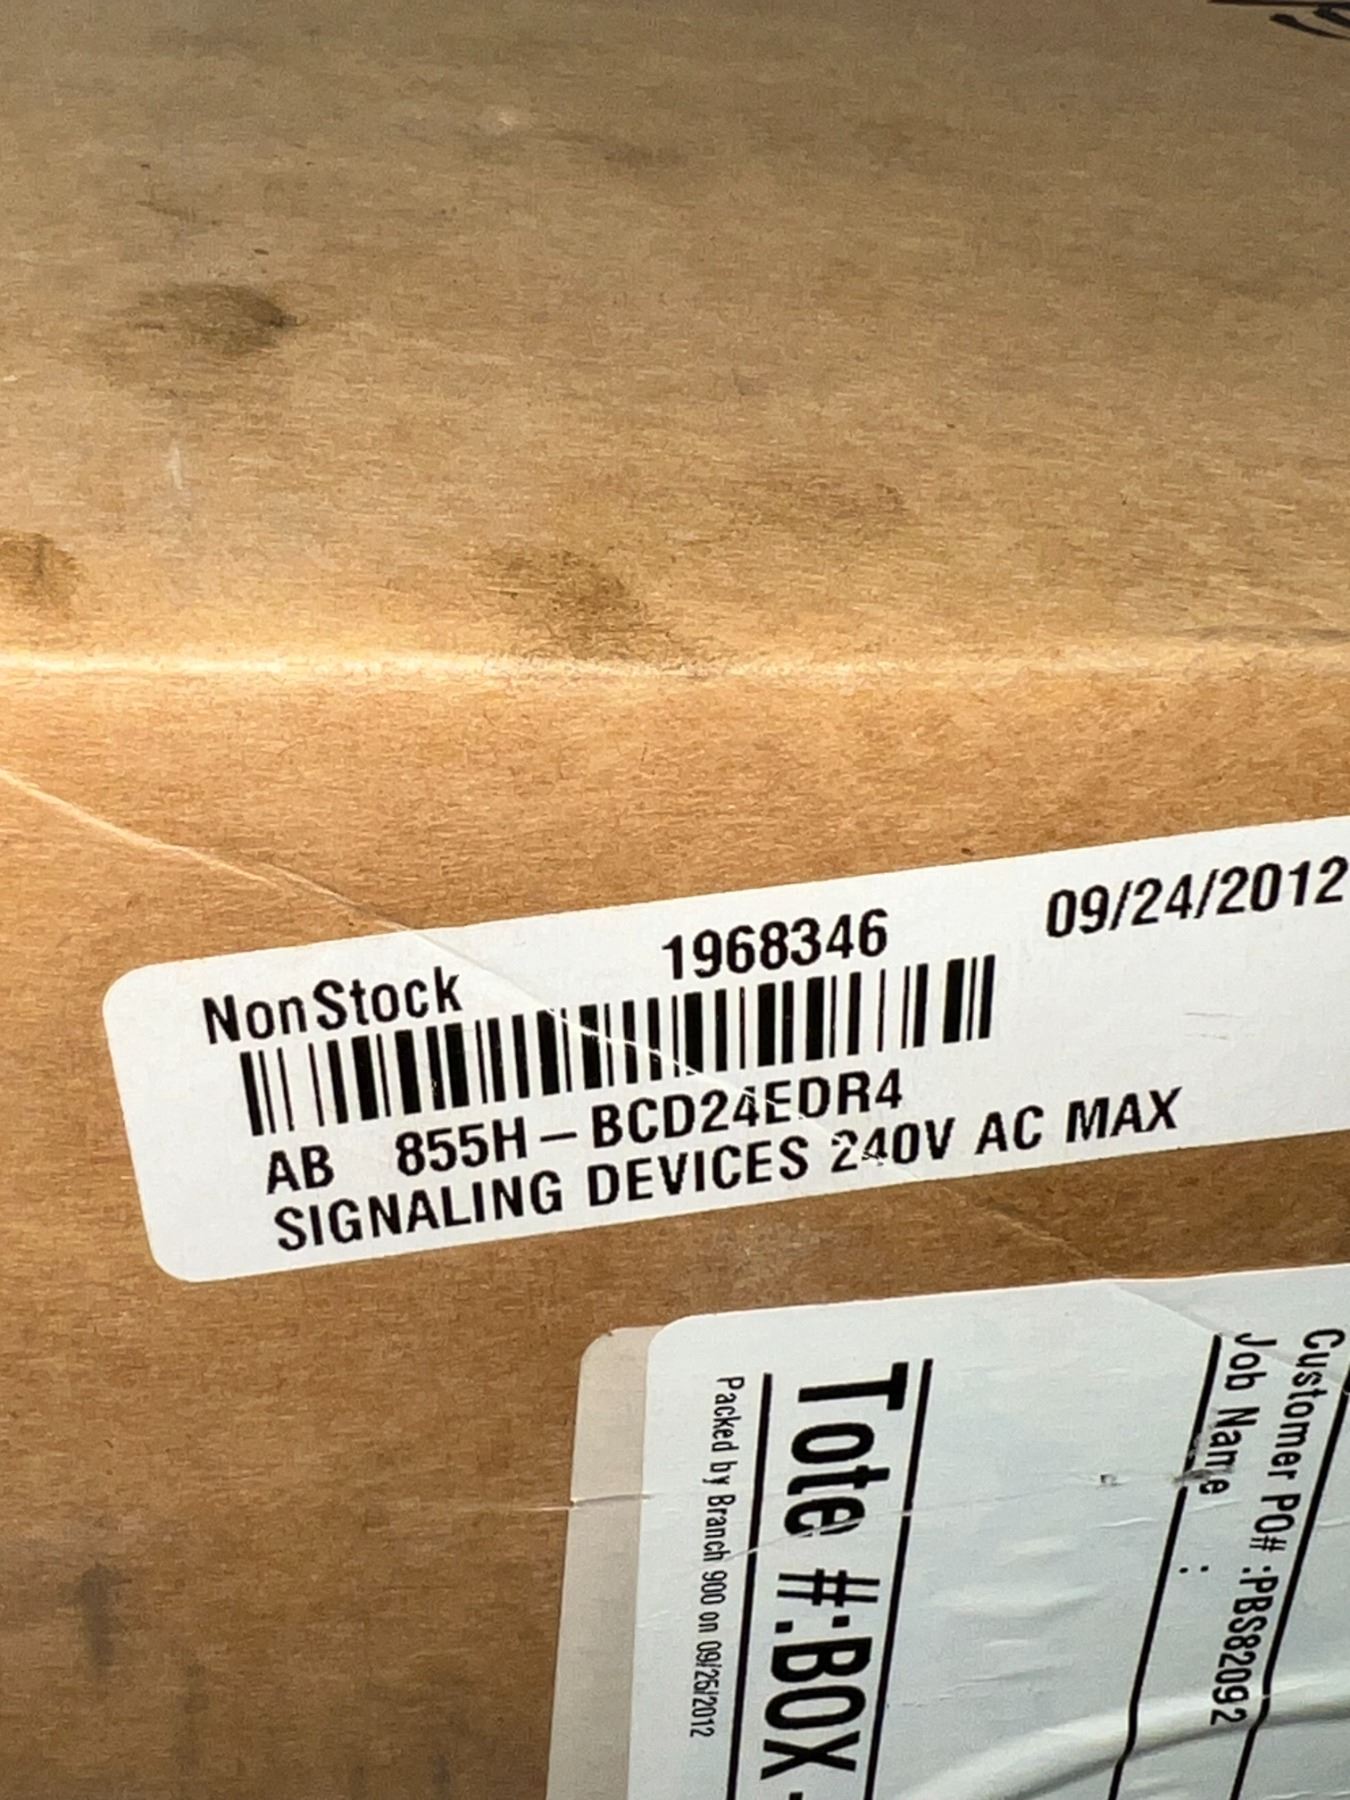 NonStock 1968346 09/24/2012
AB 855H-BCD24EDR4
SIGNALING DEVICES 240V AC MAX
Customer PO# :PBS82092
Job Name :
Tote #:BOX
Packed by Branch 900 on 09/26/2012